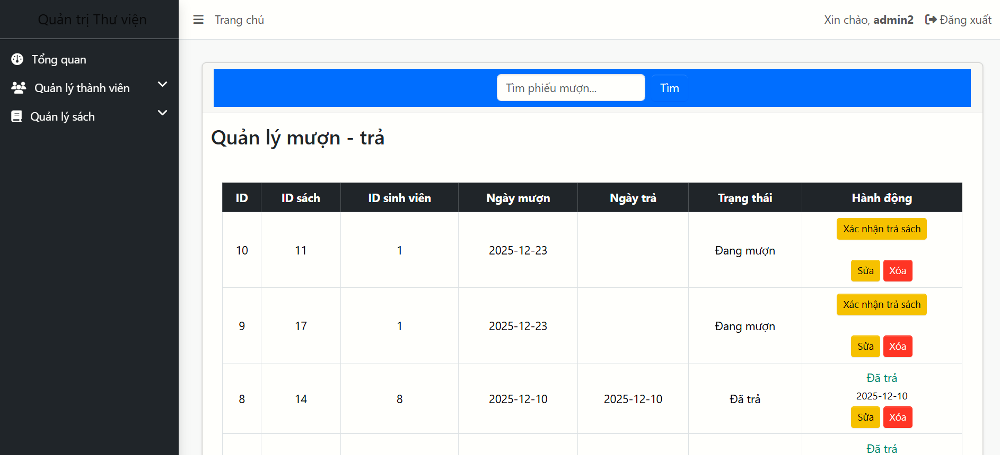 Quản trị Thư viện
Trang chủ
Xin chào, admin2
Đăng xuất
Tổng quan
Quản lý thành viên
Quản lý sách
Tìm phiếu mượn...
Tìm
Quản lý mượn - trả
ID ID sách ID sinh viên Ngày mượn Ngày trả Trạng thái Hành động
Xác nhận trả sách
10 11 1 2025-12-23 Đang mượn
Sửa Xóa
Xác nhận trả sách
9 17 1 2025-12-23 Đang mượn
Sửa Xóa
Đã trả
8 14 8 2025-12-10 2025-12-10 Đã trả 2025-12-10
Sửa Xóa
Đã trả